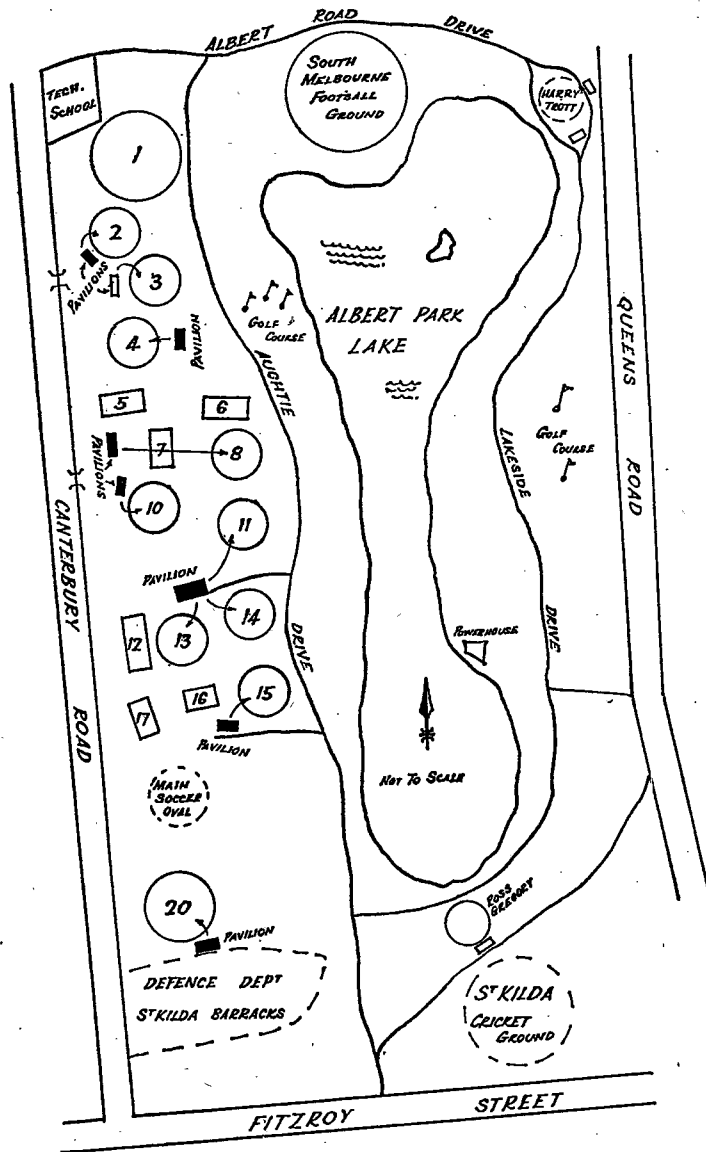 ALBERT ROAD DRIVE
TECH.
SCHOOL
SOUTH
MELBOURNE
FOOTBALL
GROUND
HARRY
TROTT
1
2
PAVILIONS
3
4
PAVILION
GOLF
COURSE
ALBERT PARK
LAKE
QUEENS ROAD
GOLF
COURSE
AUGHTIE DRIVE
LAKESIDE DRIVE
5
6
PAVILIONS
7
8
10
11
CANTERBURY ROAD
PAVILION
12
13
14
POWERHOUSE
15
16
17
PAVILION
NOT TO SCALE
MAIN
SOCCER
OVAL
20
PAVILION
ROSS
GREGORY
DEFENCE DEPT
ST KILDA BARRACKS
ST KILDA
CRICKET
GROUND
FITZROY STREET